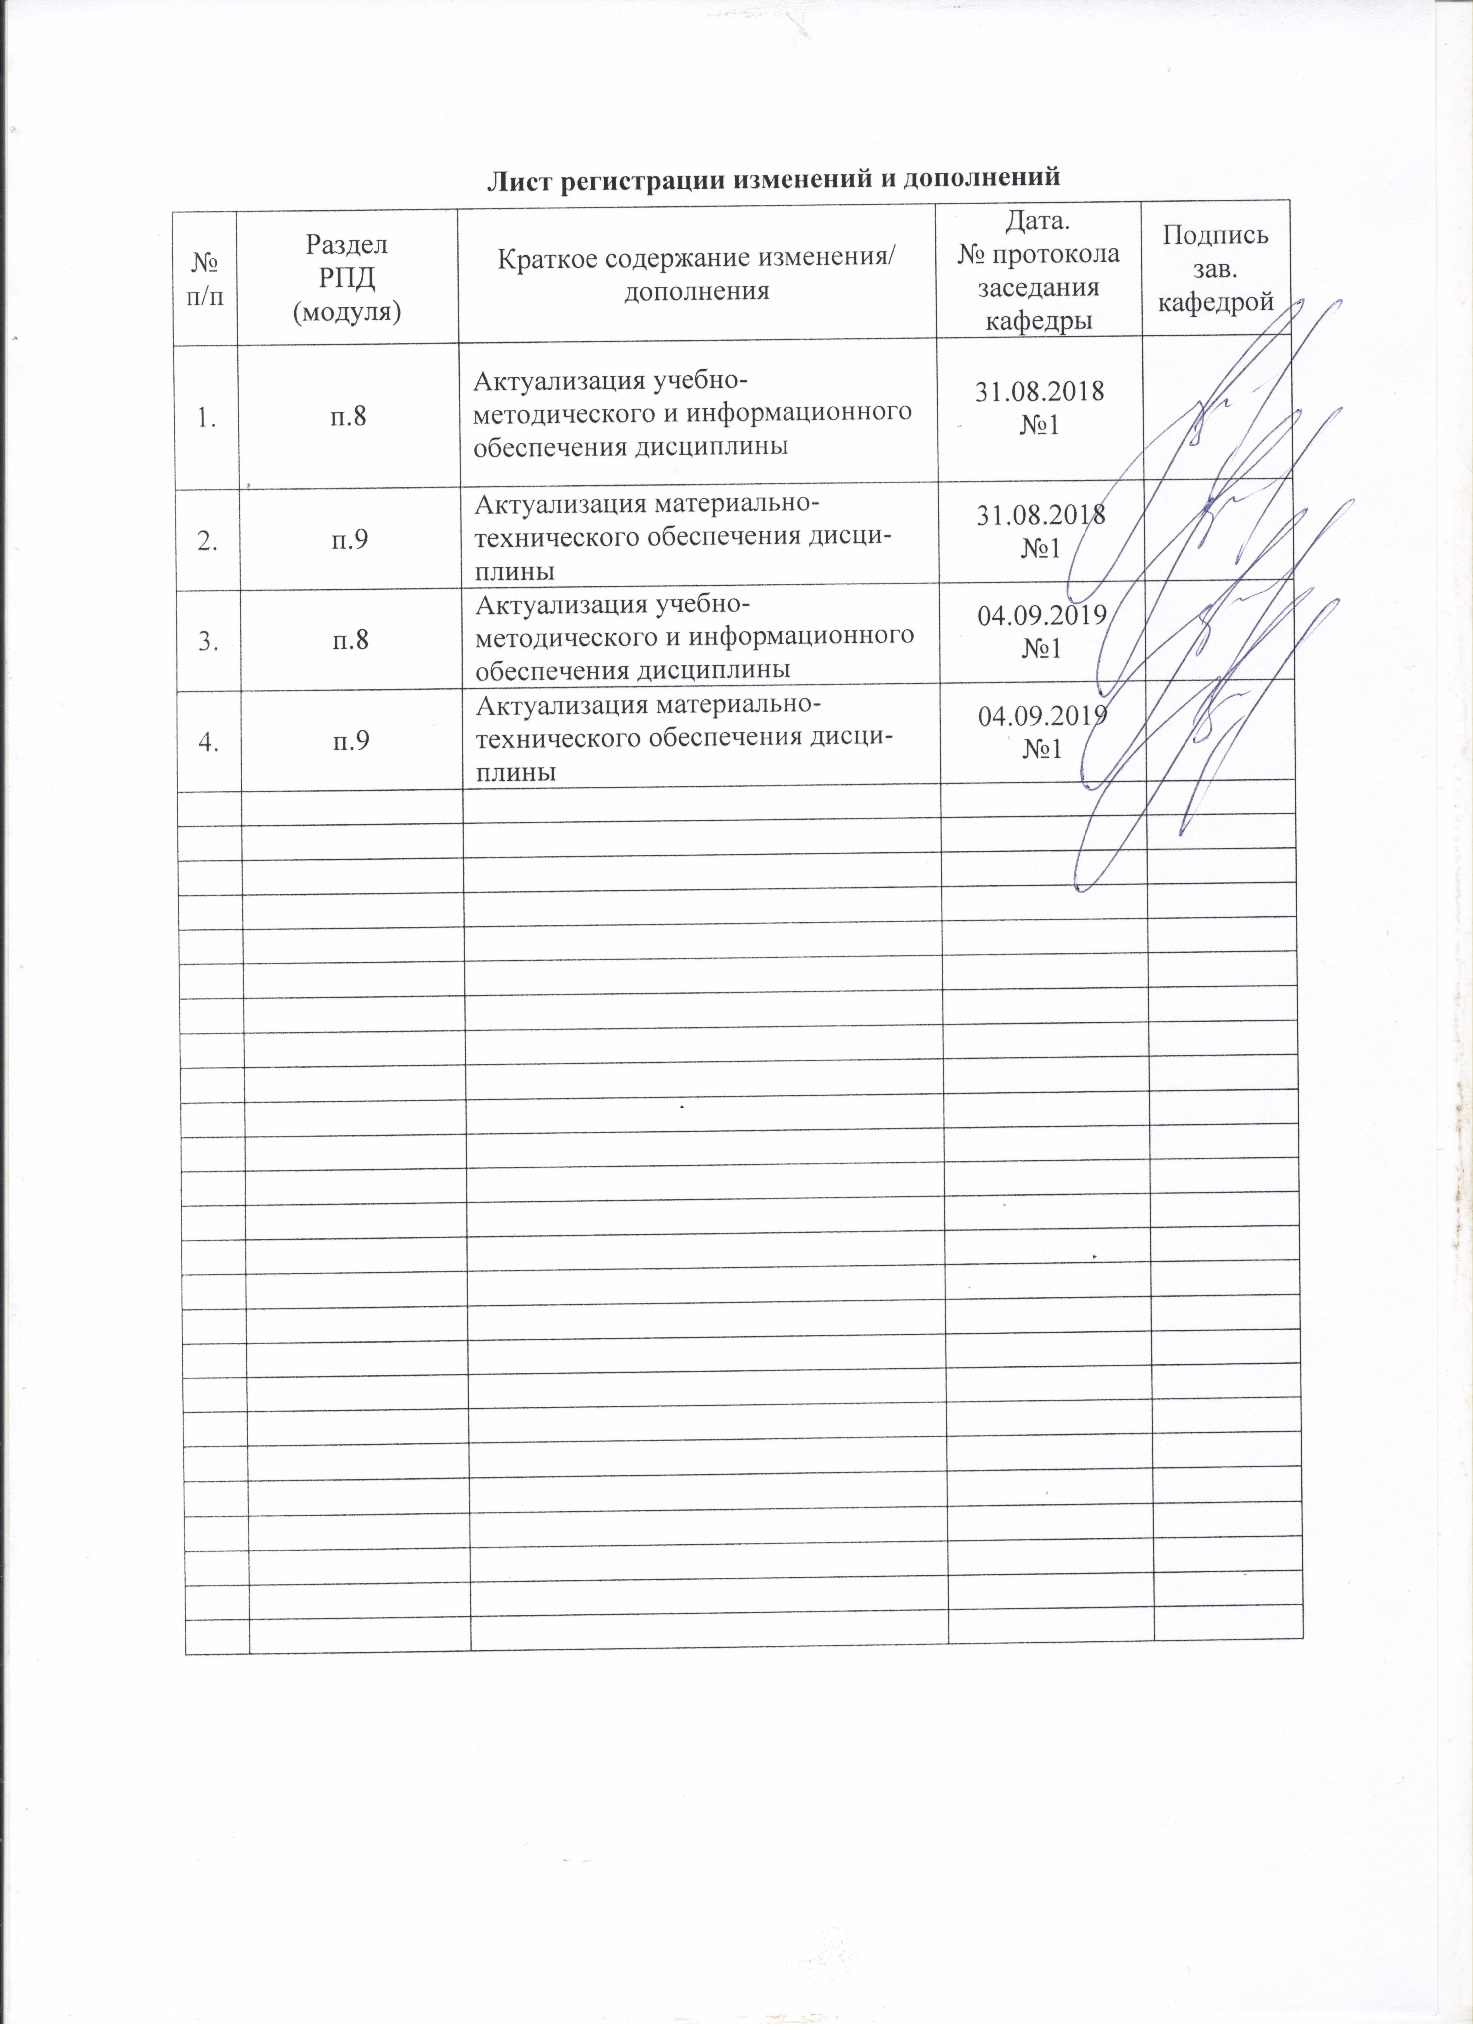 Лист регистрации изменений и дополнений
№
п/п
Раздел
РПД
(модуля)
Краткое содержание изменения/
дополнения
Дата.
№ протокола
заседания
кафедры
Подпись
зав.
кафедрой
1.
п.8
Актуализация учебно-
методического и информационного
обеспечения дисциплины
31.08.2018
№1
2.
п.9
Актуализация материально-
технического обеспечения дисци-
плины
31.08.2018
№1
3.
п.8
Актуализация учебно-
методического и информационного
обеспечения дисциплины
04.09.2019
№1
4.
п.9
Актуализация материально-
технического обеспечения дисци-
плины
04.09.2019
№1